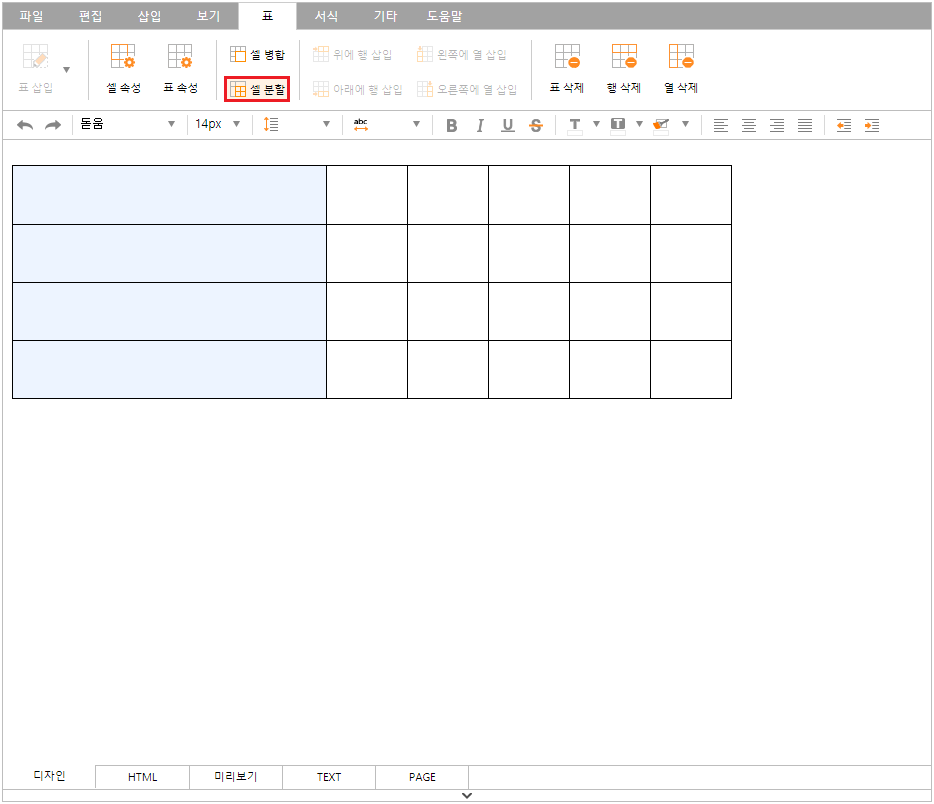 파일 편집 삽입 보기 표 서식 기타 도움말
셀 병합 위에 행 삽입 왼쪽에 열 삽입
표 삽입 셀 속성 표 속성 표 삭제 행 삭제 열 삭제
셀 분할 아래에 행 삽입 오른쪽에 열 삽입
돋움 14px abc B I U S T T
디자인 HTML 미리보기 TEXT PAGE